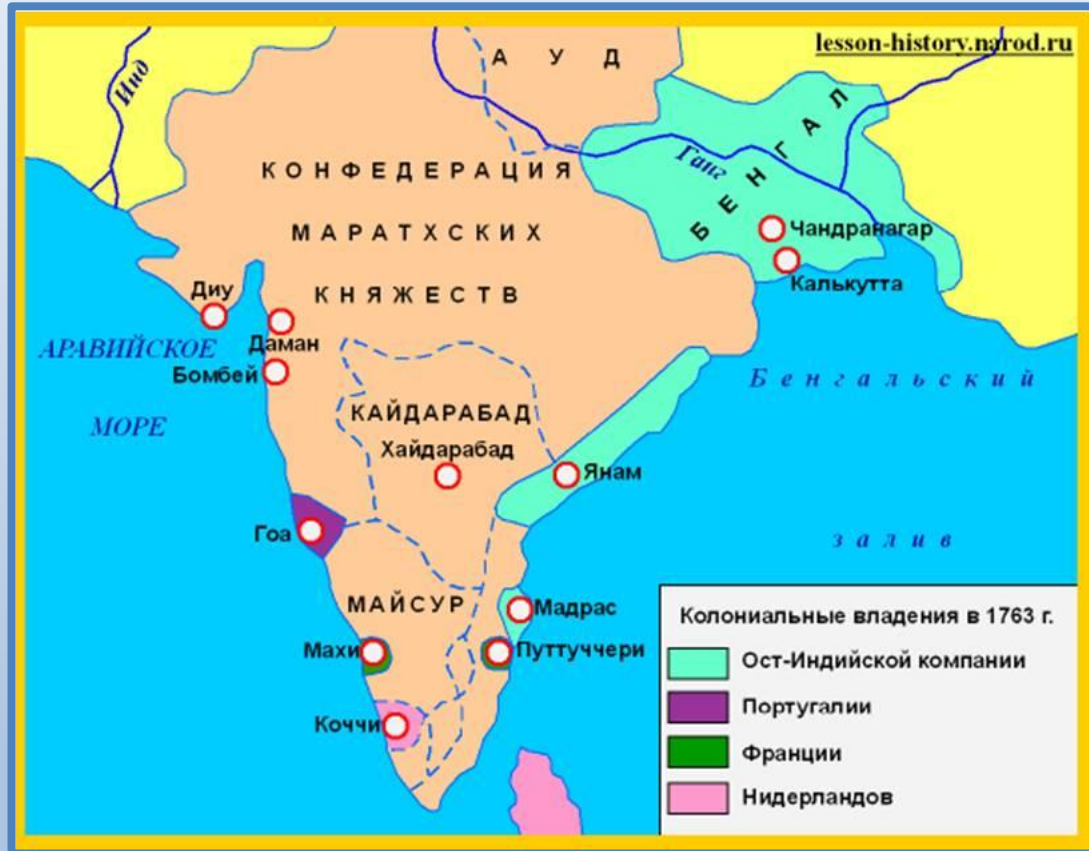 lesson-history.narod.ru
Инд
АУД
КОНФЕДЕРАЦИЯ
МАРАТХСКИХ
КНЯЖЕСТВ
Ганг
БЕНГАЛ
Чандранагар
Калькутта
Диу
Даман
Бомбей
АРАВИЙСКОЕ
МОРЕ
Бенгальский
залив
КАЙДАРАБАД
Хайдарабад
Янам
Гоа
МАЙСУР
Мадрас
Махи
Путтуччери
Коччи
Колониальные владения в 1763 г.
Ост-Индийской компании
Португалии
Франции
Нидерландов